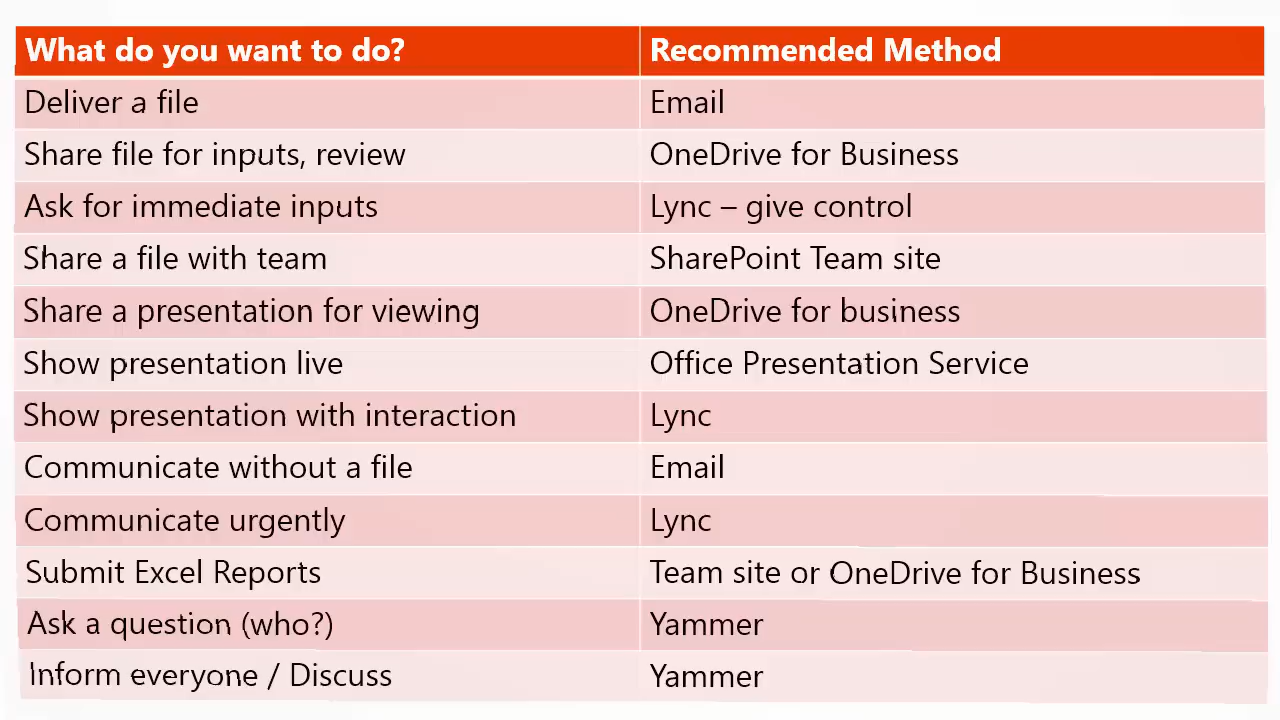 What do you want to do? Recommended Method
Deliver a file Email
Share file for inputs, review OneDrive for Business
Ask for immediate inputs Lync – give control
Share a file with team SharePoint Team site
Share a presentation for viewing OneDrive for business
Show presentation live Office Presentation Service
Show presentation with interaction Lync
Communicate without a file Email
Communicate urgently Lync
Submit Excel Reports Team site or OneDrive for Business
Ask a question (who?) Yammer
Inform everyone / Discuss Yammer